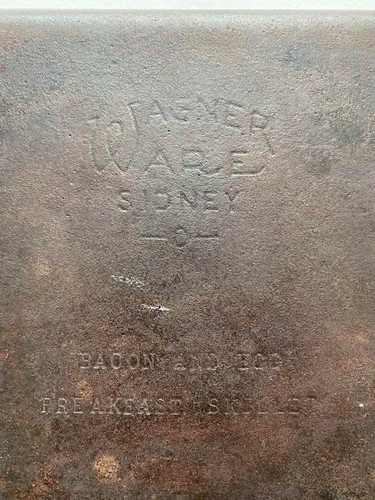 WAGNER
WARE
SIDNEY
-O-
BACON AND EGG
BREAKFAST SKILLET